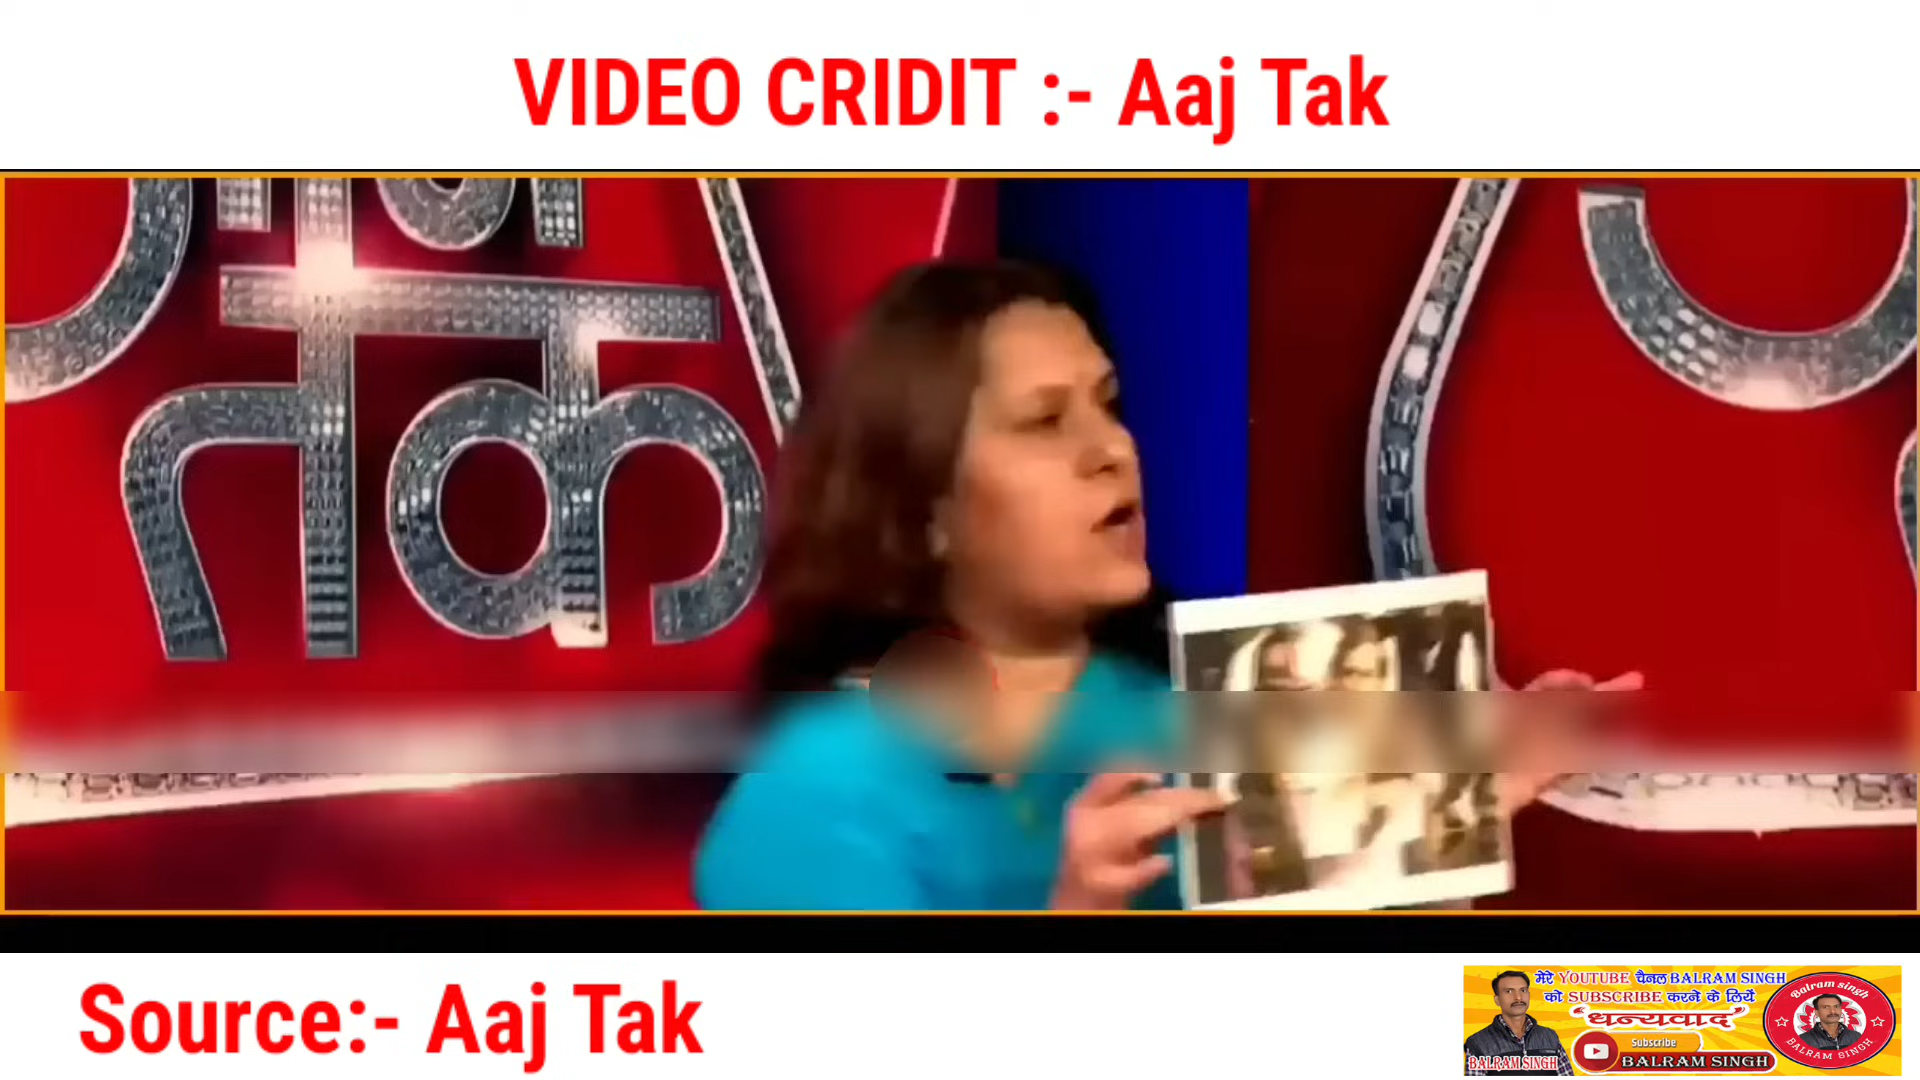 VIDEO CRIDIT :- Aaj Tak
तक
Source:- Aaj Tak
मेरे YOUTUBE चैनल BALRAM SINGH
को SUBSCRIBE करने के लिये
‘धन्यवाद’
Subscribe
BALRAM SINGH
BALRAM SINGH
Balram singh
BALRAM SINGH